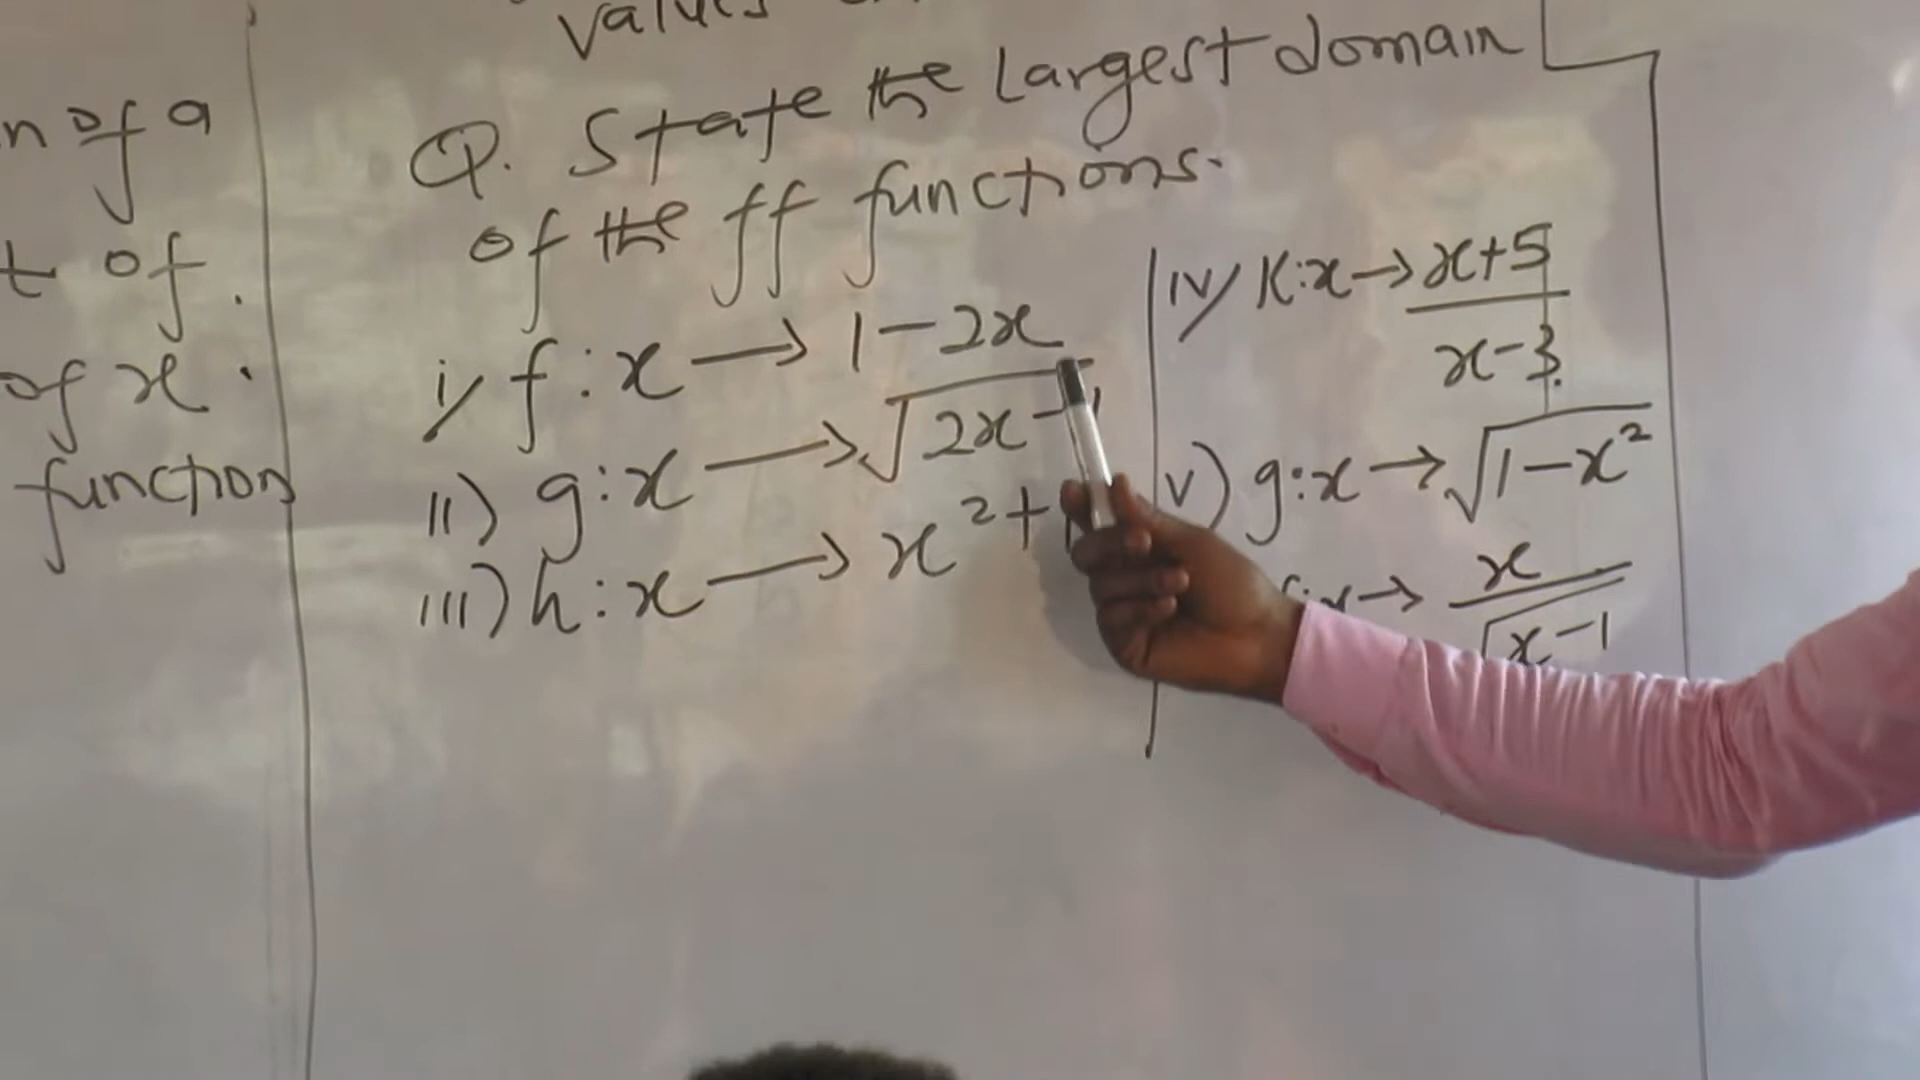 n of a
t of
of x.
function
values
Q. State the largest domain
of the ff functions.
i/ f : x → 1 - 2x
ii) g : x → √2x -
iii) h : x → x² +
iv/ K : x → x+5
x-3
v) g : x → √1 - x²
: x → x
√x - 1